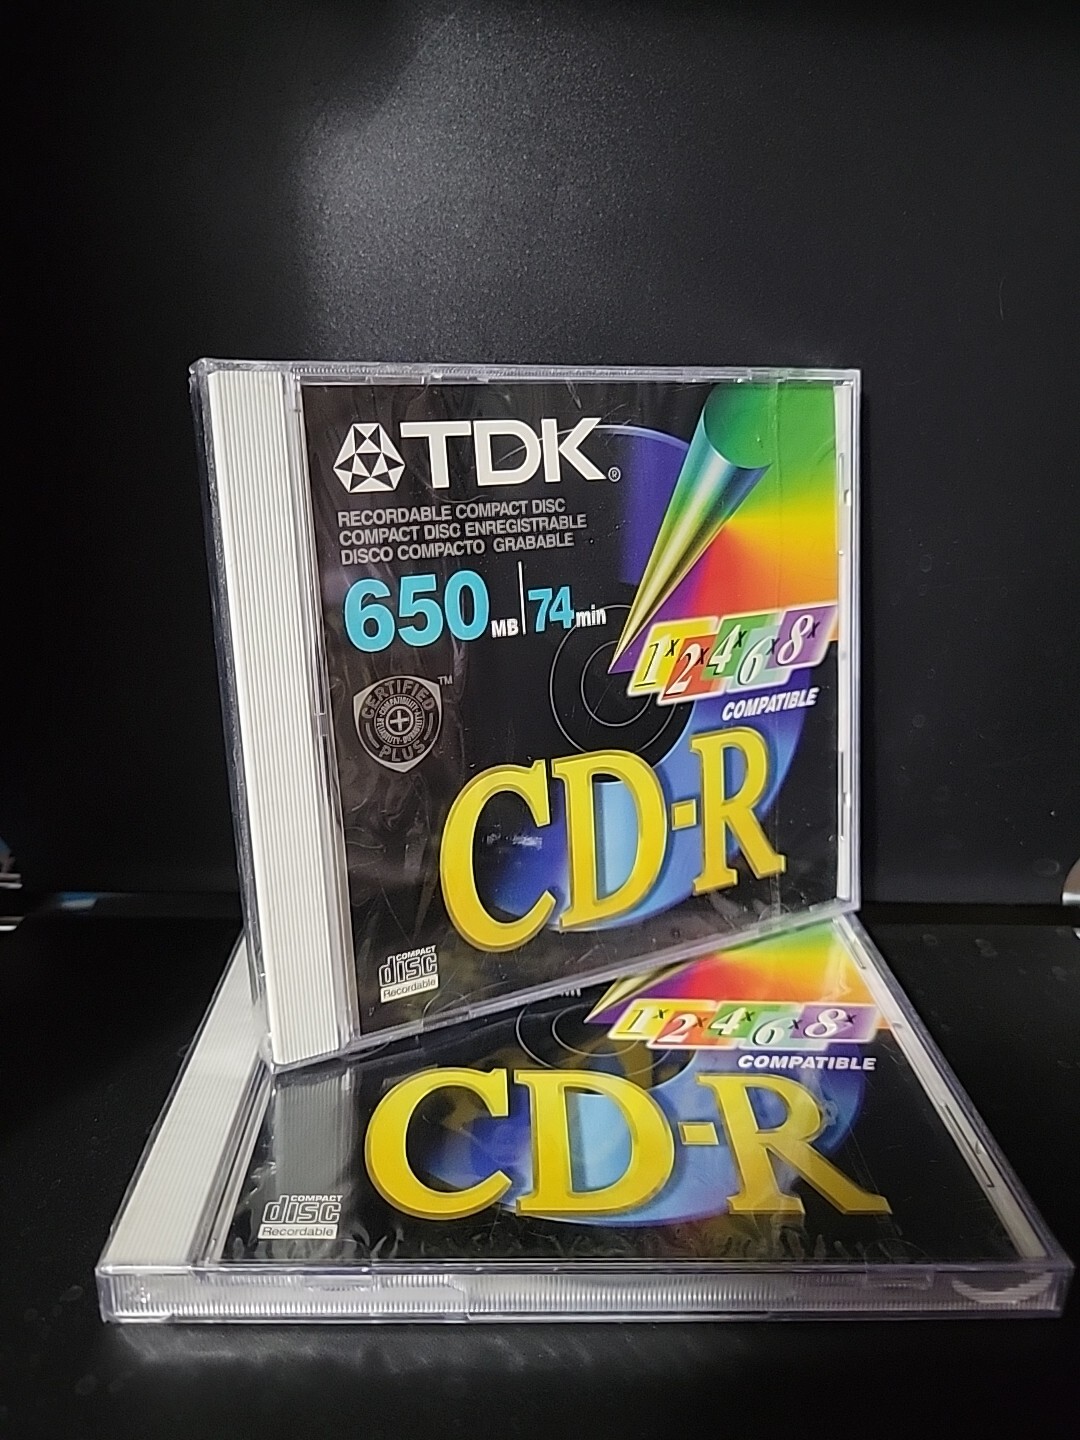 TDK®
RECORDABLE COMPACT DISC
COMPACT DISC ENREGISTRABLE
DISCO COMPACTO GRABABLE
650 MB 74 min
1x 2x 4x 6x 8x
COMPATIBLE
CERTIFIED TM
PLUS
CD-R
COMPACT
disc
Recordable
1x 2x 4x 6x 8x
COMPATIBLE
CD-R
COMPACT
disc
Recordable